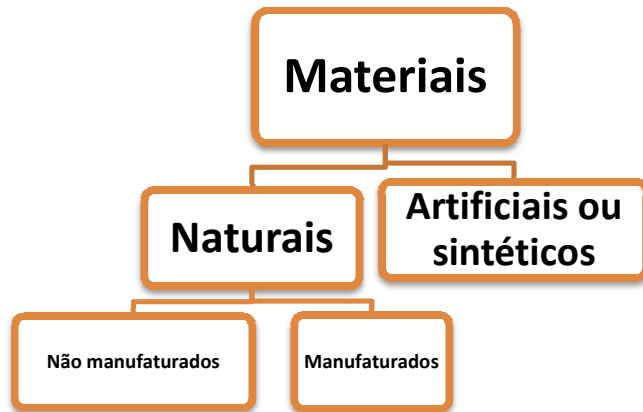 Materiais
Naturais
Artificiais ou
sintéticos
Não manufaturados
Manufaturados